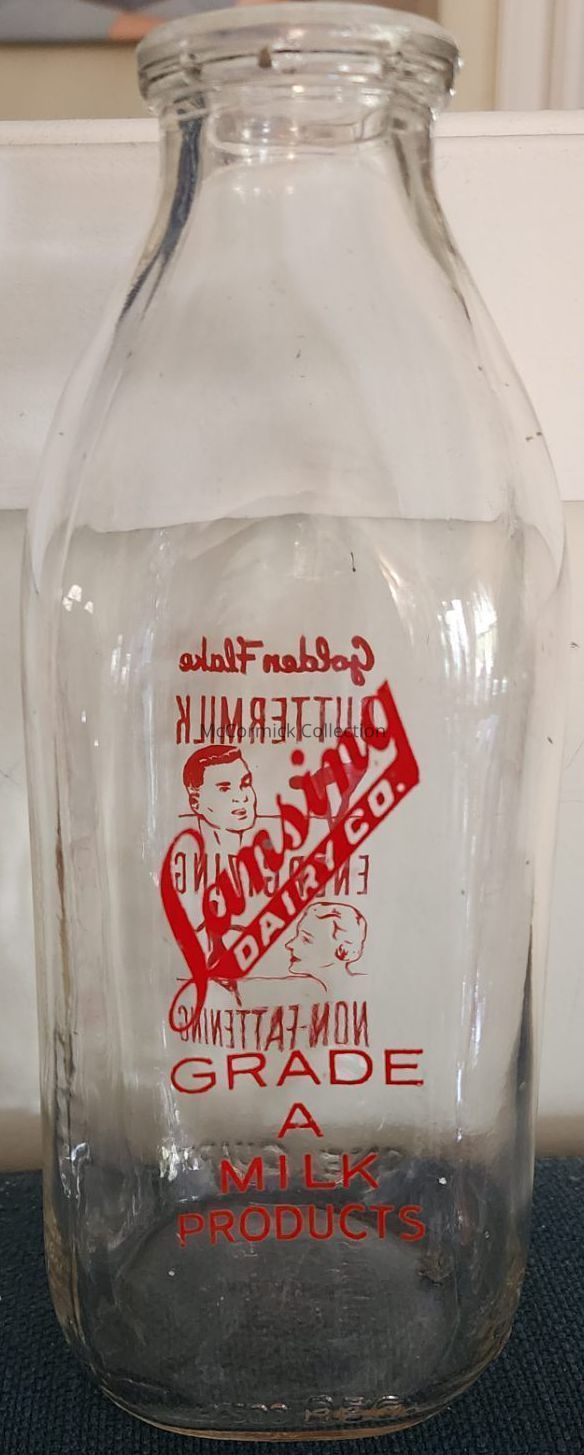 Golden Flake
BUTTERMILK
McCormick Collection
Lansing
DAIRY CO.
ENERGIZING
NON-FATTENING
GRADE
A
MILK
PRODUCTS